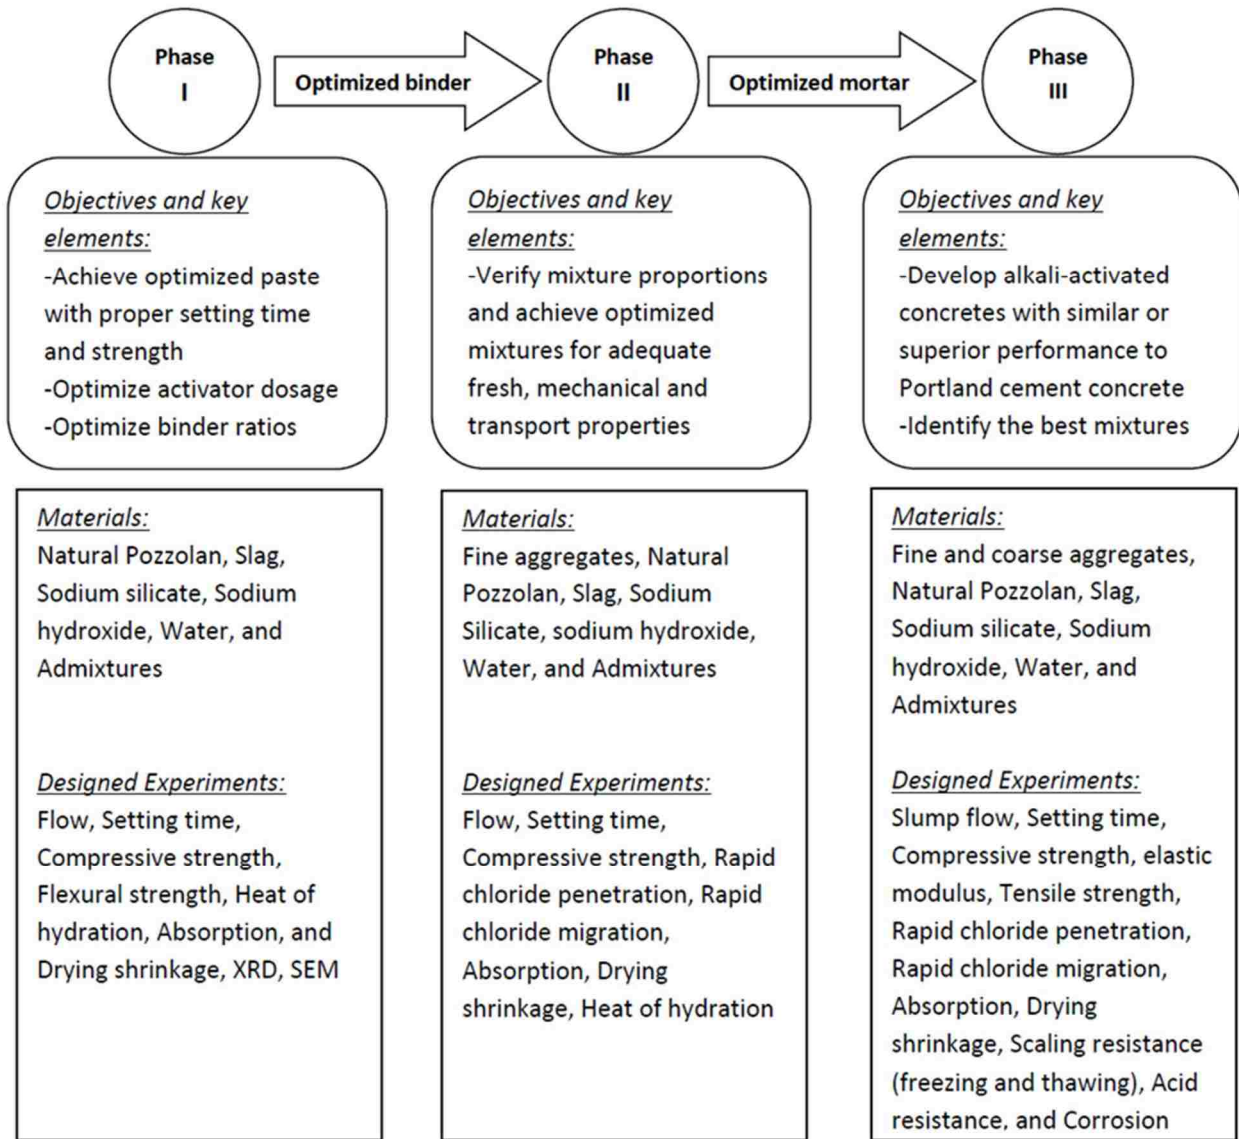 Phase
I
Optimized binder
Phase
II
Optimized mortar
Phase
III
Objectives and key
elements:
-Achieve optimized paste
with proper setting time
and strength
-Optimize activator dosage
-Optimize binder ratios
Objectives and key
elements:
-Verify mixture proportions
and achieve optimized
mixtures for adequate
fresh, mechanical and
transport properties
Objectives and key
elements:
-Develop alkali-activated
concretes with similar or
superior performance to
Portland cement concrete
-Identify the best mixtures
Materials:
Natural Pozzolan, Slag,
Sodium silicate, Sodium
hydroxide, Water, and
Admixtures
Designed Experiments:
Flow, Setting time,
Compressive strength,
Flexural strength, Heat of
hydration, Absorption, and
Drying shrinkage, XRD, SEM
Materials:
Fine aggregates, Natural
Pozzolan, Slag, Sodium
Silicate, sodium hydroxide,
Water, and Admixtures
Designed Experiments:
Flow, Setting time,
Compressive strength, Rapid
chloride penetration, Rapid
chloride migration,
Absorption, Drying
shrinkage, Heat of hydration
Materials:
Fine and coarse aggregates,
Natural Pozzolan, Slag,
Sodium silicate, Sodium
hydroxide, Water, and
Admixtures
Designed Experiments:
Slump flow, Setting time,
Compressive strength, elastic
modulus, Tensile strength,
Rapid chloride penetration,
Rapid chloride migration,
Absorption, Drying
shrinkage, Scaling resistance
(freezing and thawing), Acid
resistance, and Corrosion